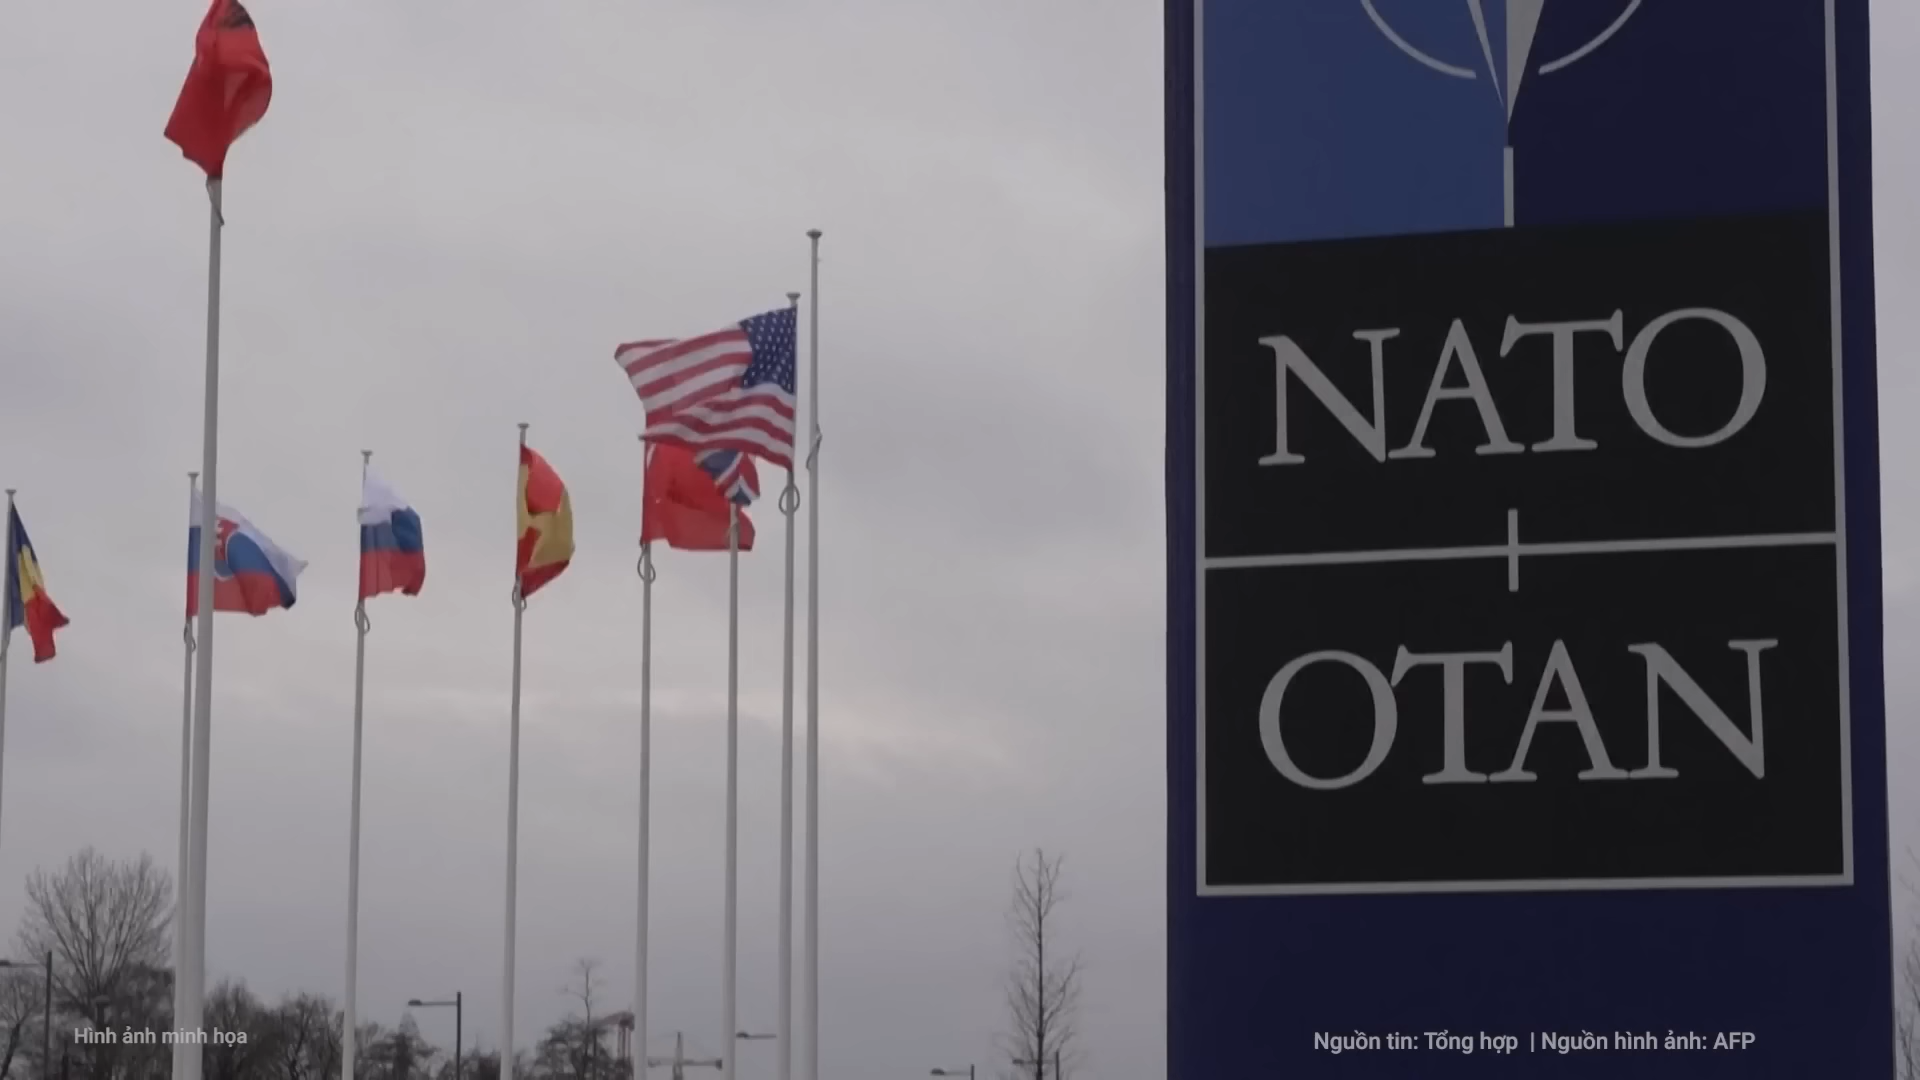 NATO
OTAN
Hình ảnh minh họa
Nguồn tin: Tổng hợp | Nguồn hình ảnh: AFP